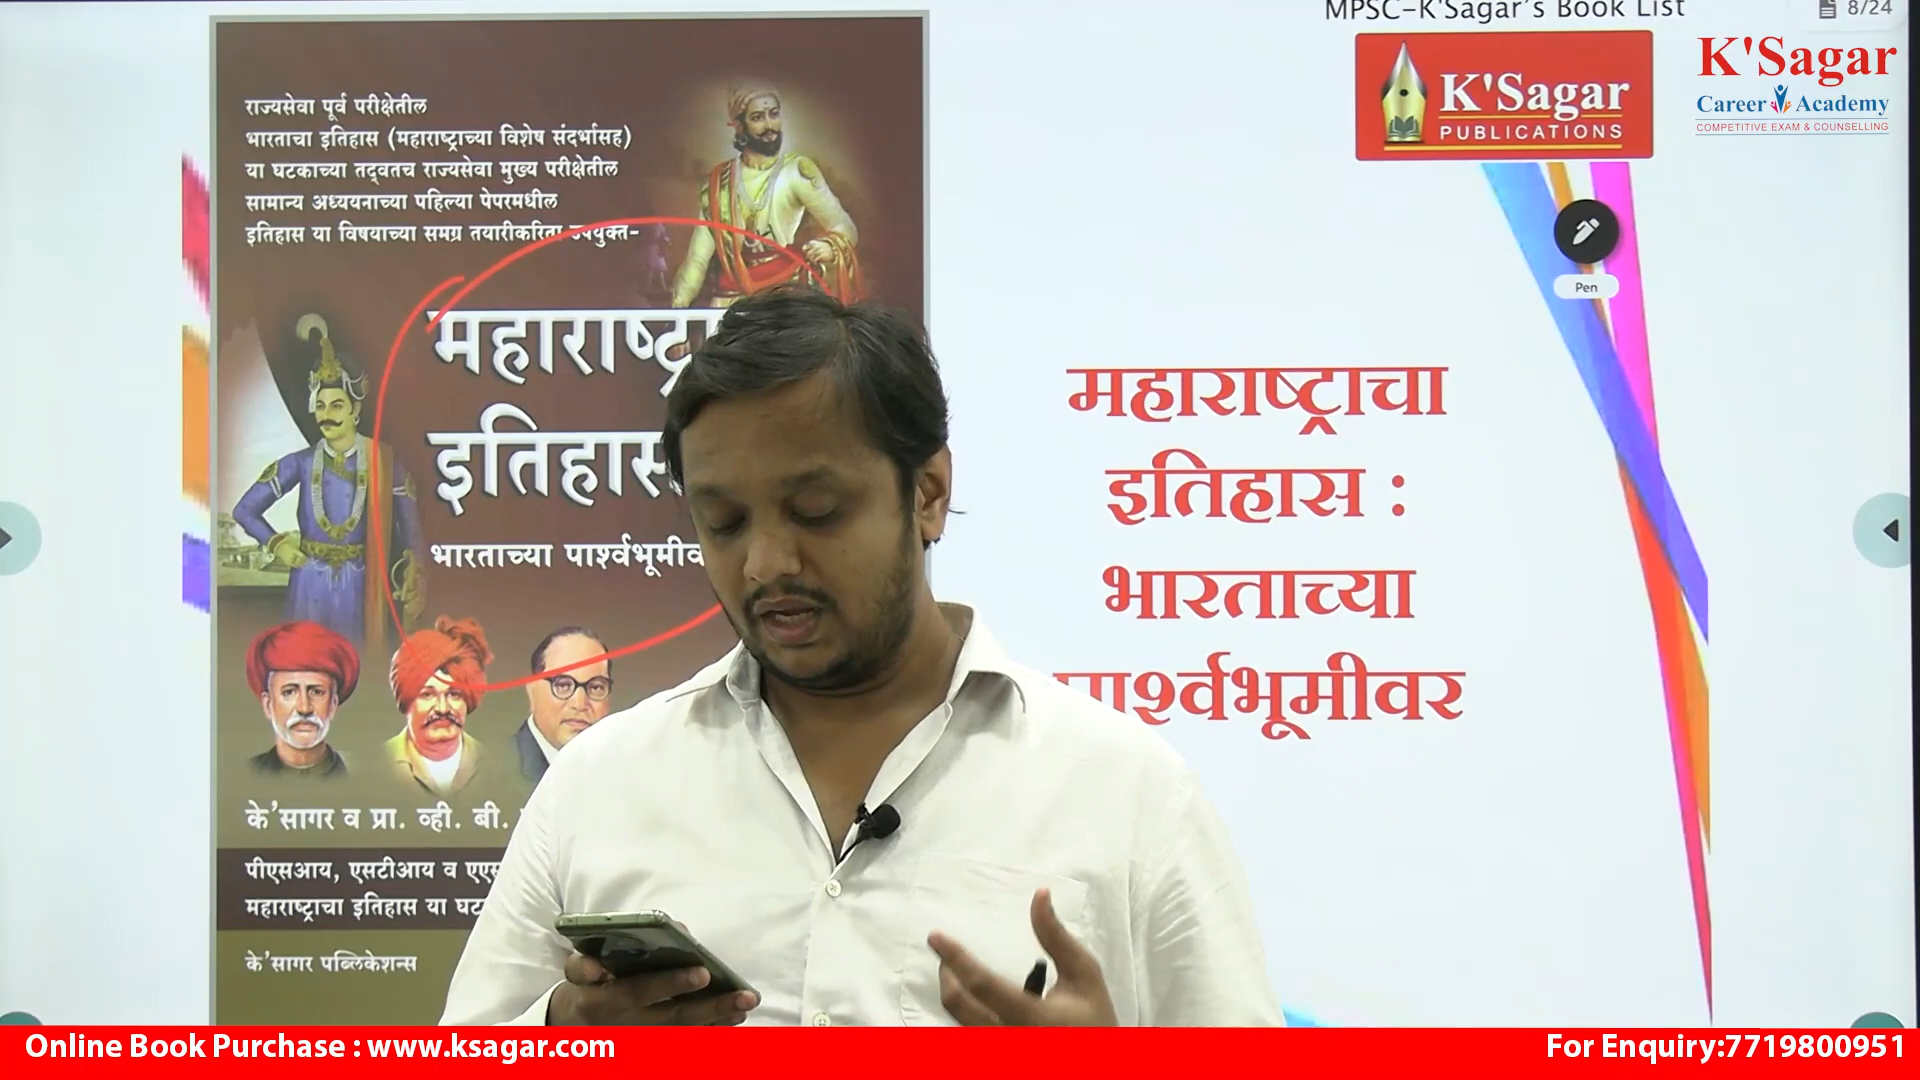 MPSC-K'Sagar's Book List
8/24
K'Sagar
PUBLICATIONS
K'Sagar
Career Academy
COMPETITIVE EXAM & COUNSELLING
राज्यसेवा पूर्व परीक्षेतील
भारताचा इतिहास (महाराष्ट्राच्या विशेष संदर्भासह)
या घटकाच्या तद्वतच राज्यसेवा मुख्य परीक्षेतील
सामान्य अध्ययनाच्या पहिल्या पेपरमधील
इतिहास या विषयाच्या समग्र तयारीकरिता उपयुक्त-
Pen
इतिहास
भारताच्या
महाराष्ट्राचा
इतिहास :
भारताच्या
पार्श्वभूमीवर
के'सागर व प्रा. व्ही. बी.
पीएसआय, एसटीआय व
महाराष्ट्राचा इतिहास या
के'सागर पब्लिकेशन्स
Online Book Purchase : www.ksagar.com
For Enquiry:7719800951